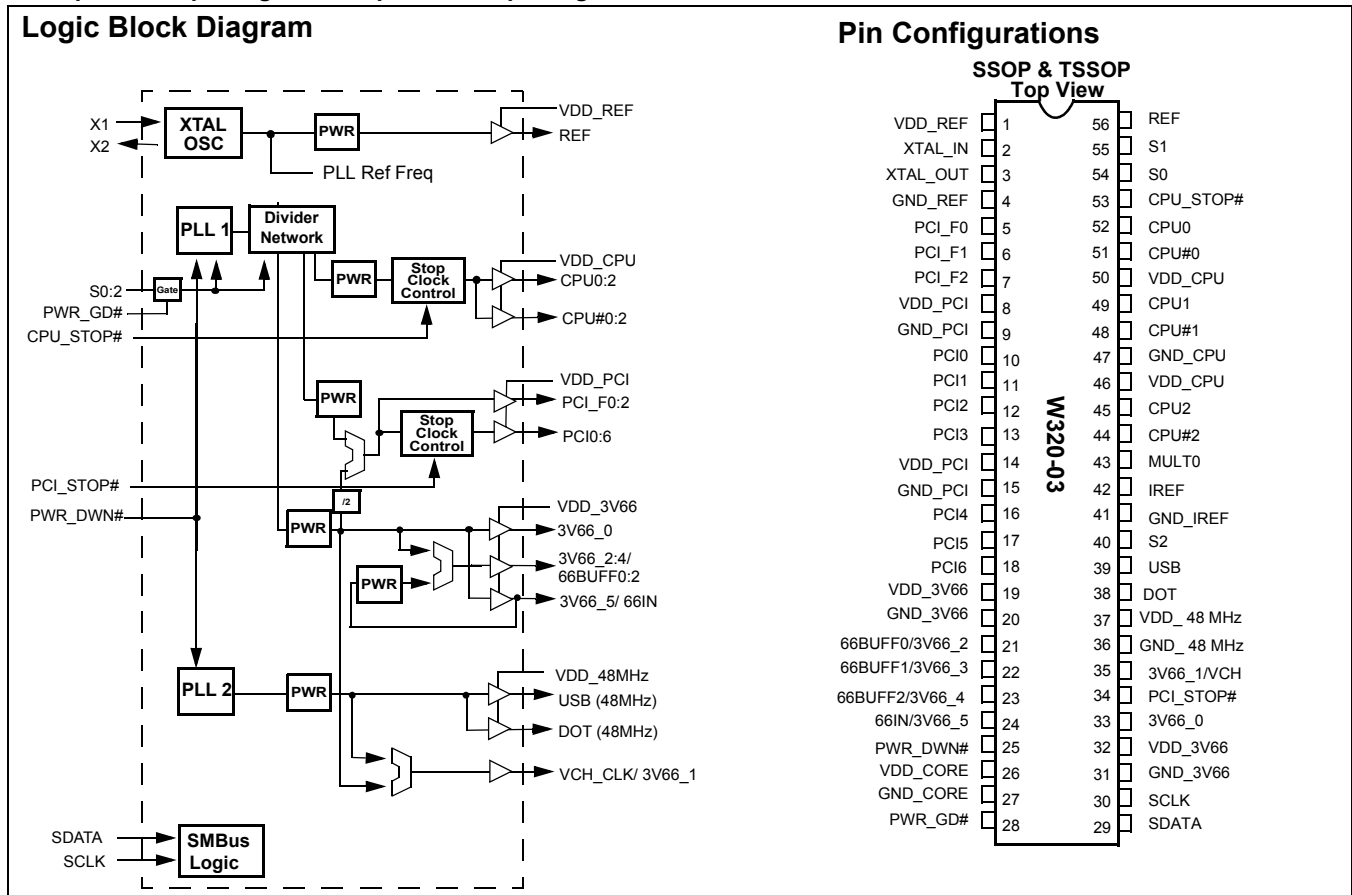 Logic Block Diagram
X1
X2
XTAL
OSC
PWR
VDD_REF
REF
PLL Ref Freq
PLL 1
Divider
Network
S0:2
Gate
PWR_GD#
CPU_STOP#
PWR
Stop
Clock
Control
VDD_CPU
CPU0:2
CPU#0:2
PWR
VDD_PCI
PCI_F0:2
Stop
Clock
Control
PCI0:6
PCI_STOP#
/2
PWR_DWN#
PWR
VDD_3V66
3V66_0
3V66_2:4/
66BUFF0:2
PWR
3V66_5/ 66IN
PLL 2
PWR
VDD_48MHz
USB (48MHz)
DOT (48MHz)
VCH_CLK/ 3V66_1
SDATA
SCLK
SMBus
Logic
Pin Configurations
SSOP & TSSOP
Top View
W320-03
VDD_REF 1
XTAL_IN 2
XTAL_OUT 3
GND_REF 4
PCI_F0 5
PCI_F1 6
PCI_F2 7
VDD_PCI 8
GND_PCI 9
PCI0 10
PCI1 11
PCI2 12
PCI3 13
VDD_PCI 14
GND_PCI 15
PCI4 16
PCI5 17
PCI6 18
VDD_3V66 19
GND_3V66 20
66BUFF0/3V66_2 21
66BUFF1/3V66_3 22
66BUFF2/3V66_4 23
66IN/3V66_5 24
PWR_DWN# 25
VDD_CORE 26
GND_CORE 27
PWR_GD# 28
56 REF
55 S1
54 S0
53 CPU_STOP#
52 CPU0
51 CPU#0
50 VDD_CPU
49 CPU1
48 CPU#1
47 GND_CPU
46 VDD_CPU
45 CPU2
44 CPU#2
43 MULT0
42 IREF
41 GND_IREF
40 S2
39 USB
38 DOT
37 VDD_ 48 MHz
36 GND_ 48 MHz
35 3V66_1/VCH
34 PCI_STOP#
33 3V66_0
32 VDD_3V66
31 GND_3V66
30 SCLK
29 SDATA